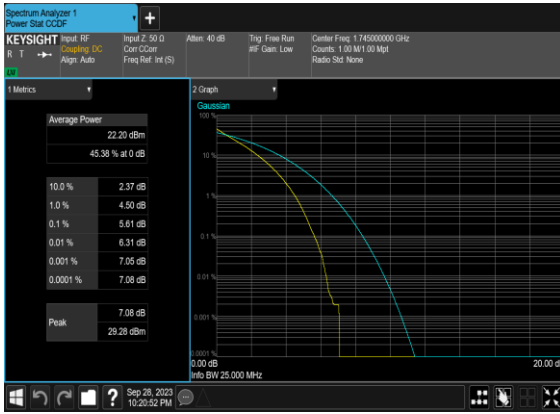 Spectrum Analyzer 1
Power Stat CCDF
KEYSIGHT
R T
LXI
Input: RF
Coupling: DC
Align: Auto
Input Z: 50 Ω
Corr CCorr
Freq Ref: Int (S)
Atten: 40 dB
Trig: Free Run
#IF Gain: Low
Center Freq: 1.745000000 GHz
Counts: 1.00 M/1.00 Mpt
Radio Std: None
1 Metrics
Average Power
22.20 dBm
45.38 % at 0 dB
10.0 % 2.37 dB
1.0 % 4.50 dB
0.1 % 5.61 dB
0.01 % 6.31 dB
0.001 % 7.05 dB
0.0001 % 7.08 dB
Peak
7.08 dB
29.28 dBm
2 Graph
Gaussian
100 %
10 %
1 %
0.1 %
0.01 %
0.001 %
0.0001 %
0.00 dB
20.00 d
Info BW 25.000 MHz
?
Sep 28, 2023
10:20:52 PM